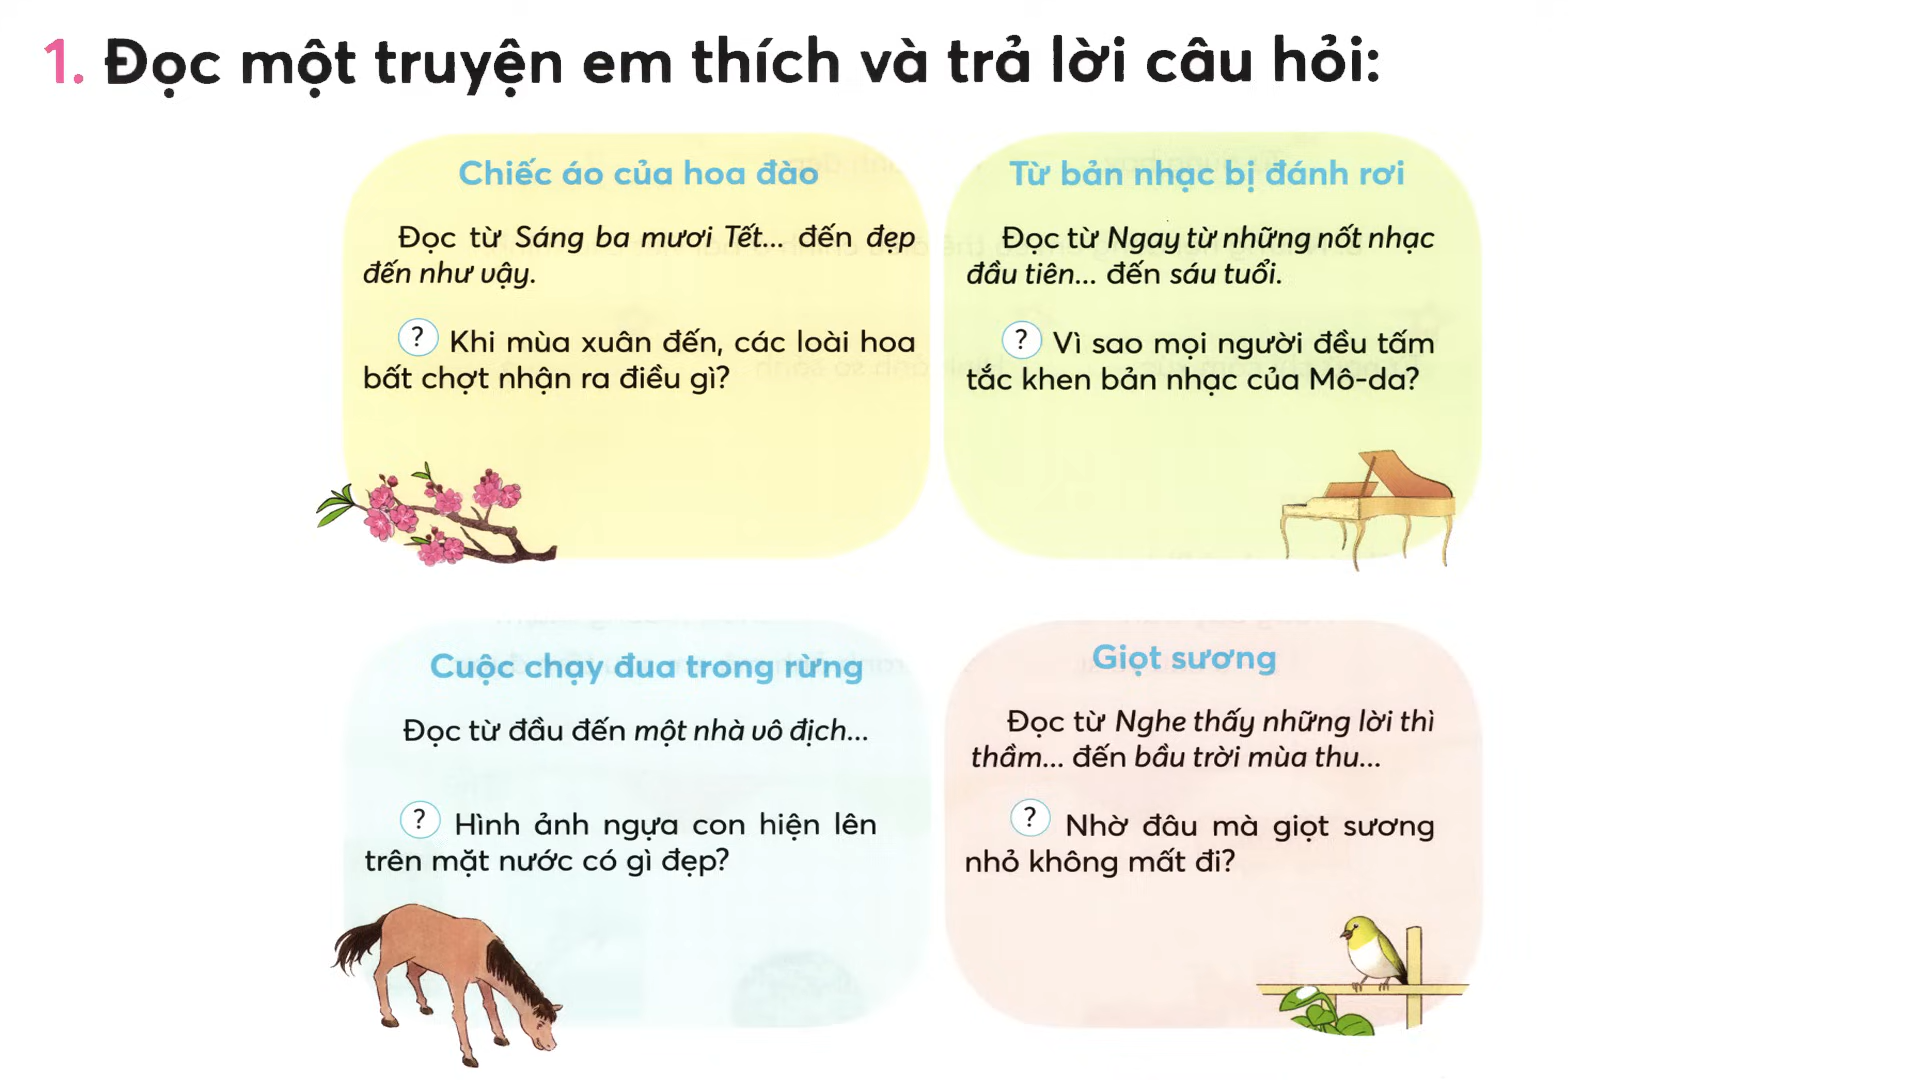 1. Đọc một truyện em thích và trả lời câu hỏi:
Chiếc áo của hoa đào
Đọc từ Sáng ba mươi Tết... đến đẹp
đến như vậy.
? Khi mùa xuân đến, các loài hoa
bất chợt nhận ra điều gì?
Từ bản nhạc bị đánh rơi
Đọc từ Ngay từ những nốt nhạc
đầu tiên... đến sáu tuổi.
? Vì sao mọi người đều tấm
tắc khen bản nhạc của Mô-da?
Cuộc chạy đua trong rừng
Đọc từ đầu đến một nhà vô địch...
? Hình ảnh ngựa con hiện lên
trên mặt nước có gì đẹp?
Giọt sương
Đọc từ Nghe thấy những lời thì
thầm... đến bầu trời mùa thu...
? Nhờ đâu mà giọt sương
nhỏ không mất đi?